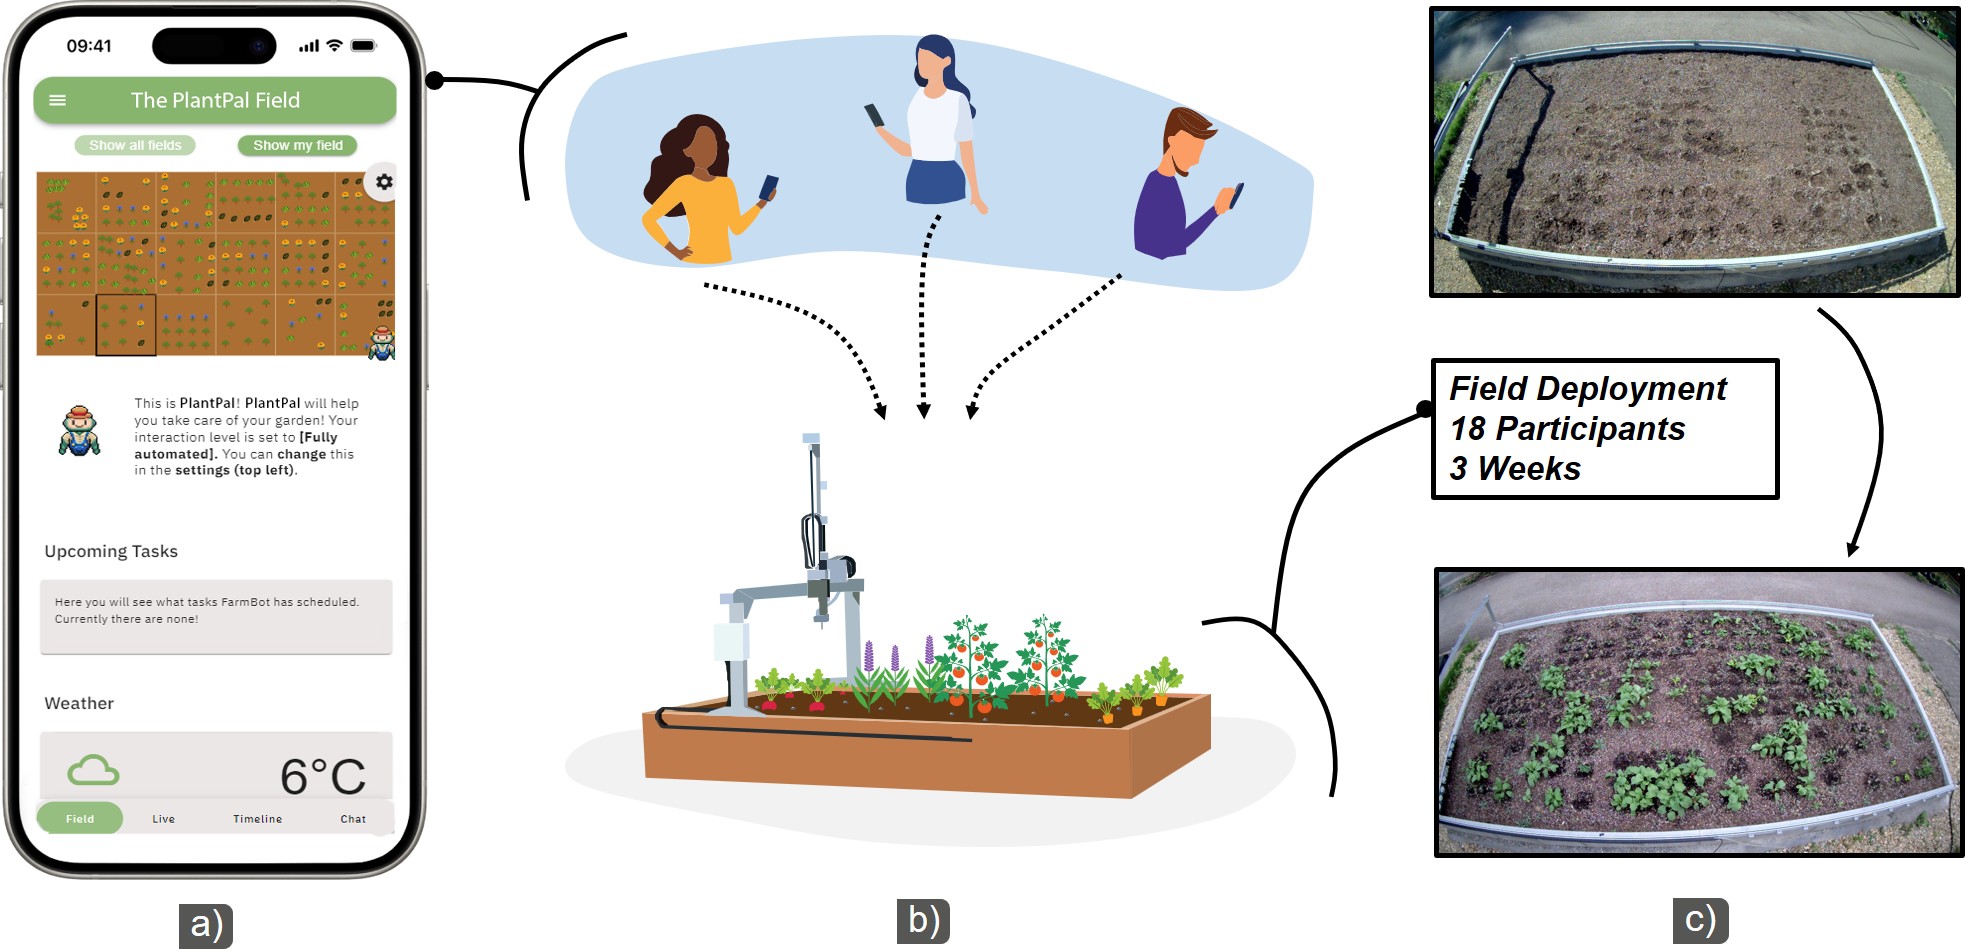 09:41
The PlantPal Field
Show all fields
Show my field
This is PlantPal! PlantPal will help
you take care of your garden! Your
interaction level is set to [Fully
automated]. You can change this
in the settings (top left).
Upcoming Tasks
Here you will see what tasks FarmBot has scheduled.
Currently there are none!
Weather
6°C
Field
Live
Timeline
Chat
a)
b)
Field Deployment
18 Participants
3 Weeks
c)